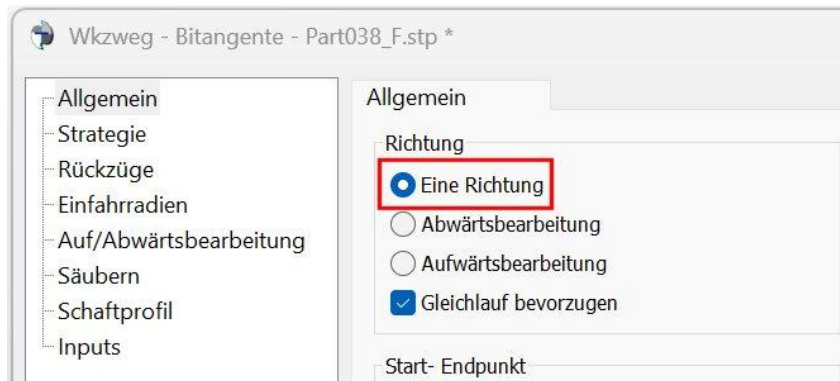 Wkzweg - Bitangente - Part038_F.stp *
Allgemein
Strategie
Rückzüge
Einfahrradien
Auf/Abwärtsbearbeitung
Säubern
Schaftprofil
Inputs
Allgemein
Richtung
Eine Richtung
Abwärtsbearbeitung
Aufwärtsbearbeitung
Gleichlauf bevorzugen
Start- Endpunkt